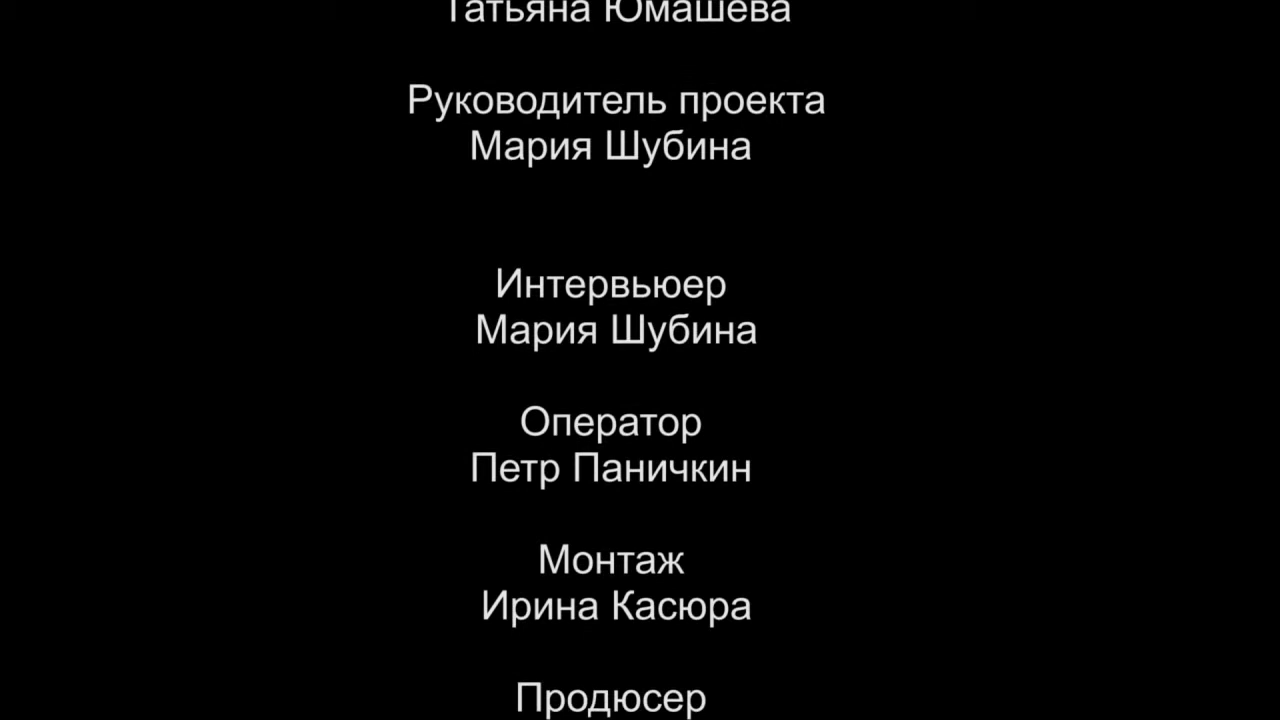 Татьяна Юмашева
Руководитель проекта
Мария Шубина
Интервьюер
Мария Шубина
Оператор
Петр Паничкин
Монтаж
Ирина Касюра
Продюсер